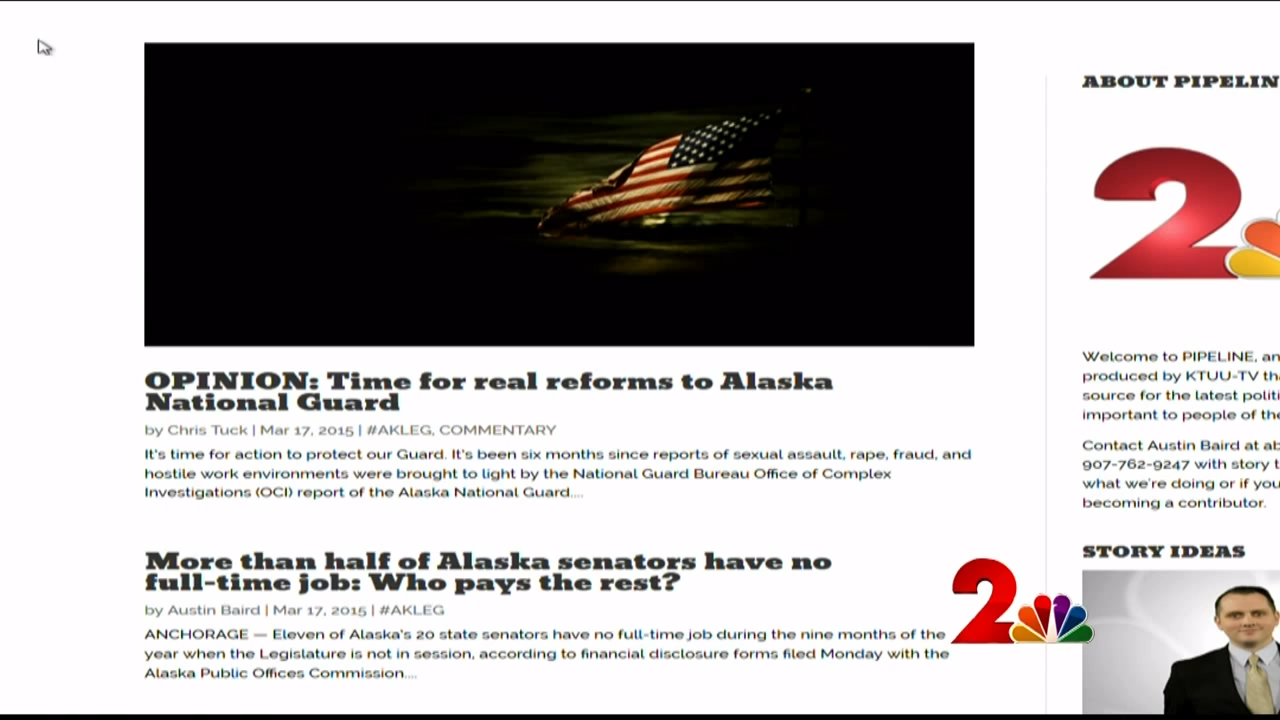 OPINION: Time for real reforms to Alaska
National Guard
by Chris Tuck | Mar 17, 2015 | #AKLEG, COMMENTARY
It's time for action to protect our Guard. It's been six months since reports of sexual assault, rape, fraud, and
hostile work environments were brought to light by the National Guard Bureau Office of Complex
Investigations (OCI) report of the Alaska National Guard....
More than half of Alaska senators have no
full-time job: Who pays the rest?
by Austin Baird | Mar 17, 2015 | #AKLEG
ANCHORAGE — Eleven of Alaska's 20 state senators have no full-time job during the nine months of the
year when the Legislature is not in session, according to financial disclosure forms filed Monday with the
Alaska Public Offices Commission....
2
ABOUT PIPELIN
2
Welcome to PIPELINE, an
produced by KTUU-TV tha
source for the latest politi
important to people of the
Contact Austin Baird at ab
907-762-9247 with story t
what we're doing or if you
becoming a contributor.
STORY IDEAS